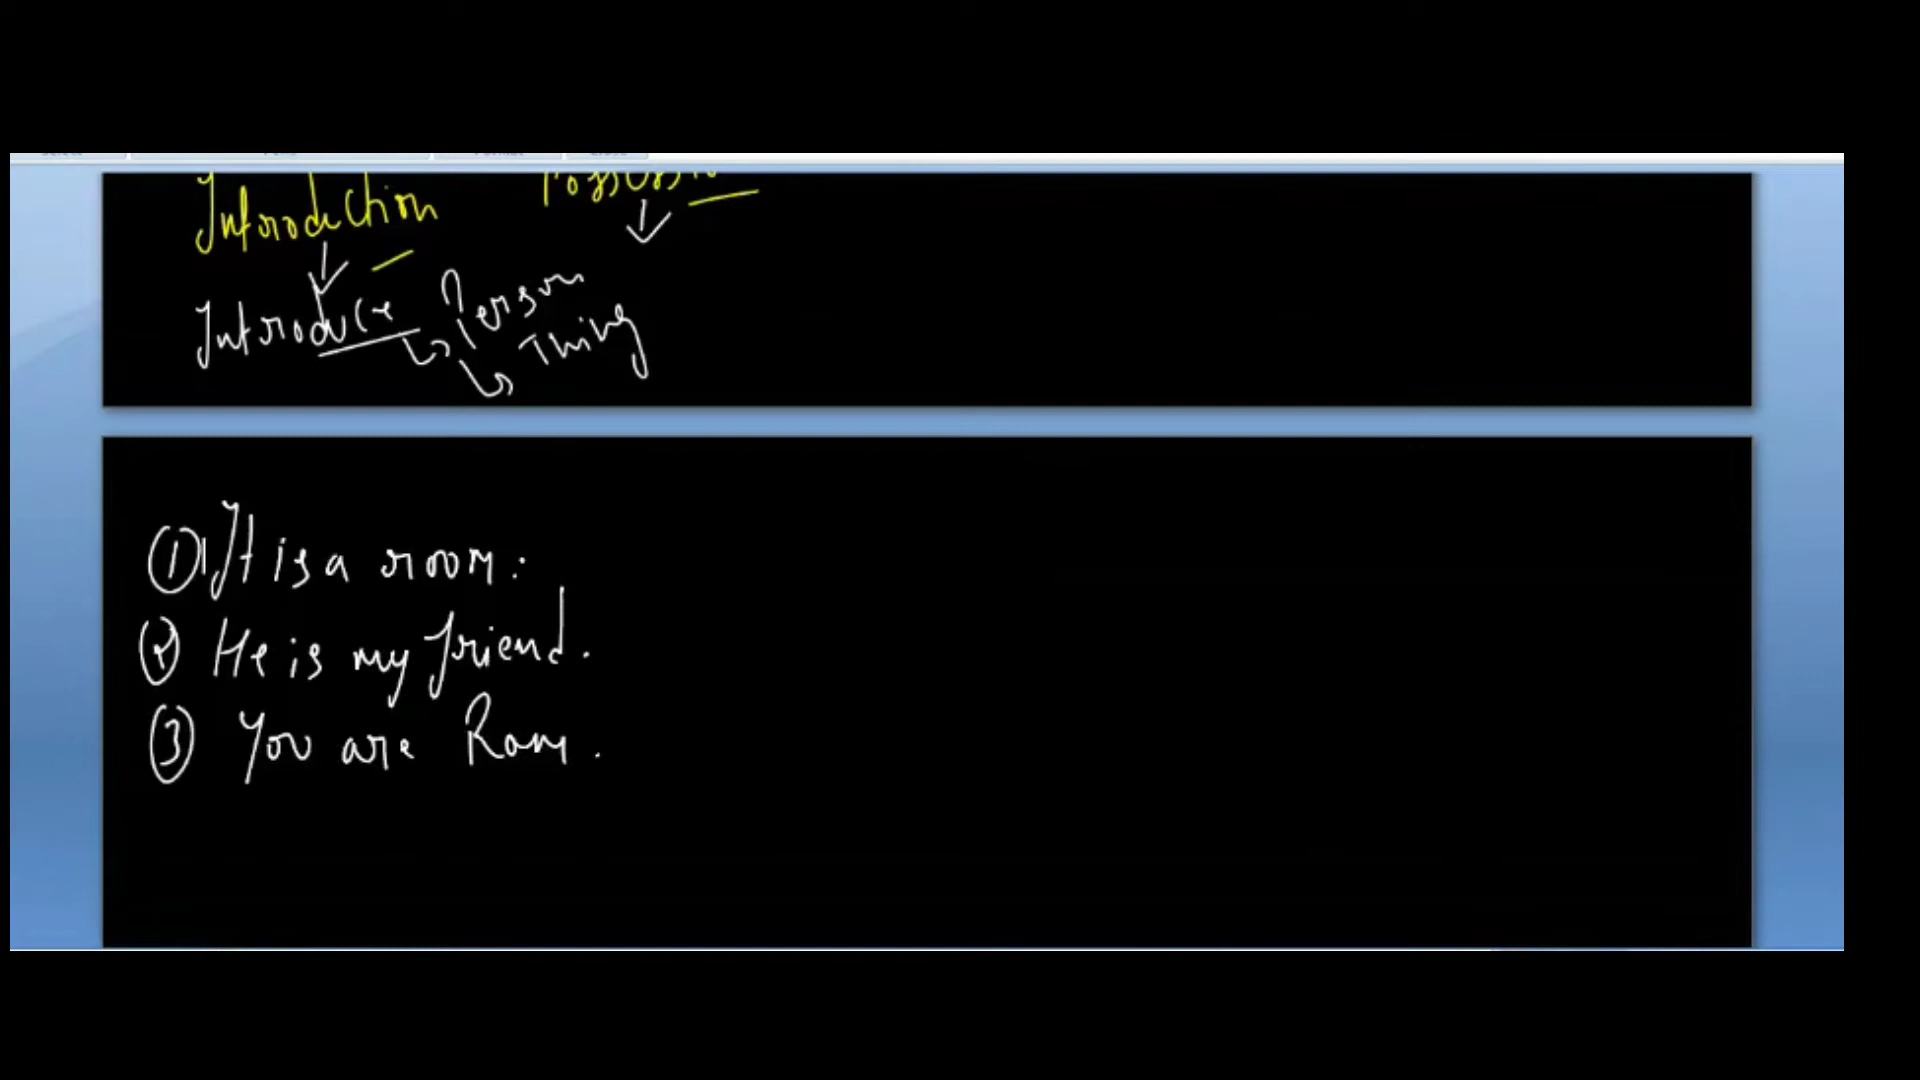 Introduction
Introduce Person
Thing
① It is a room.
② He is my friend.
③ You are Ram.